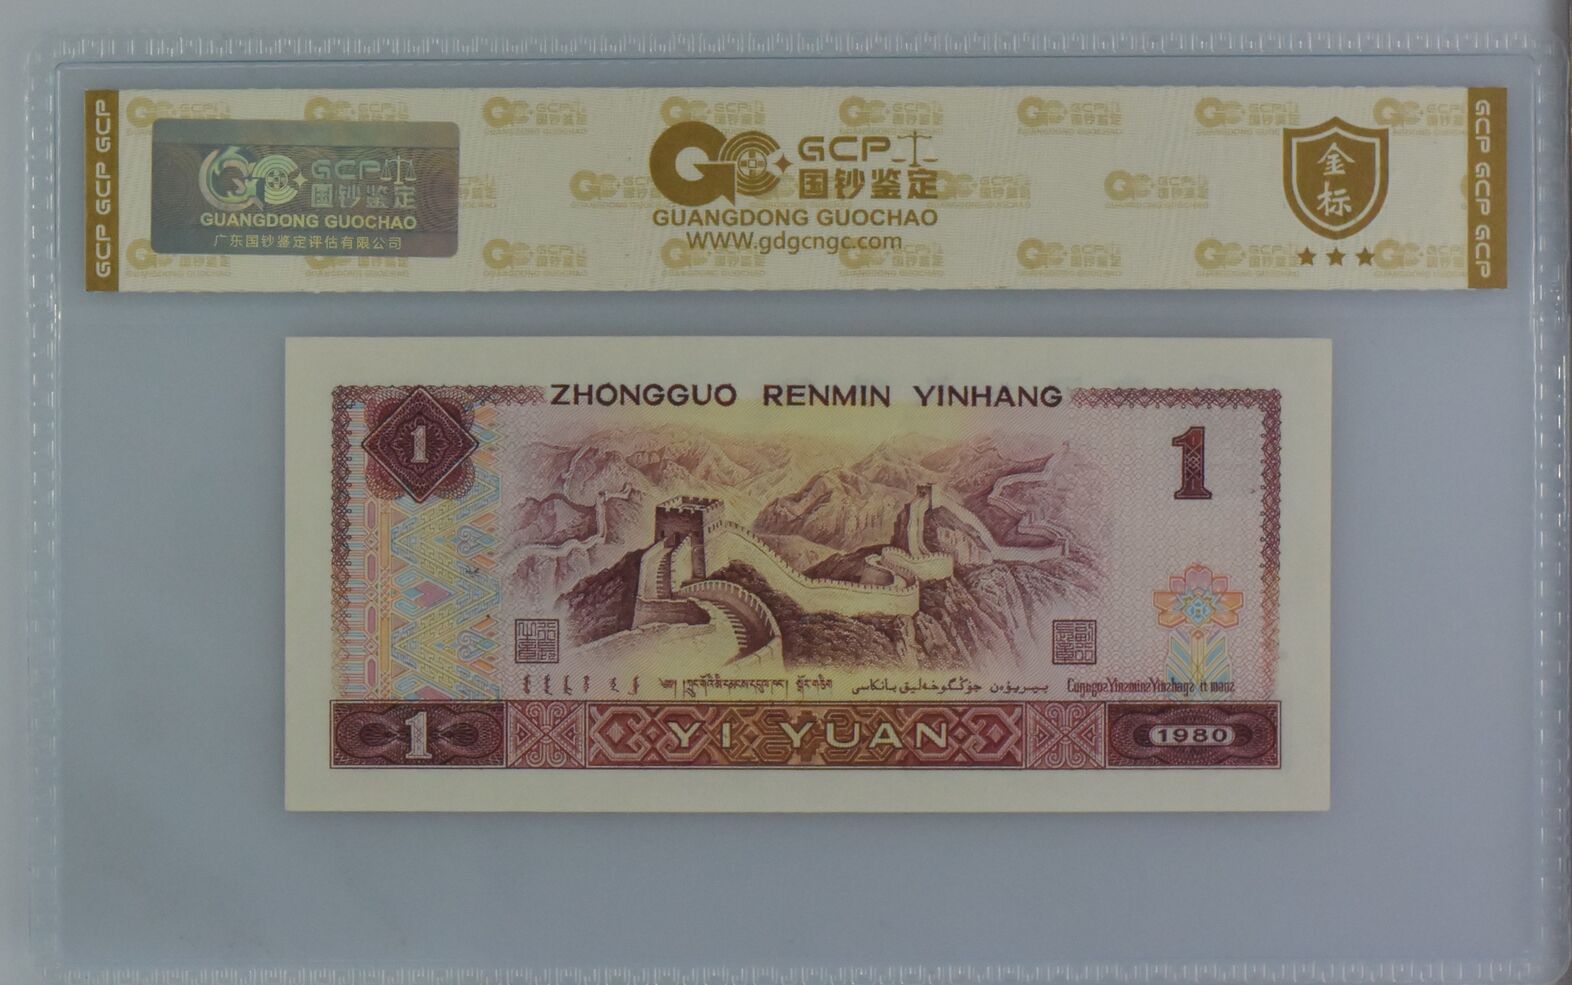 GCP GCP GCP
GCP
国钞鉴定
GUANGDONG GUOCHAO
广东国钞鉴定评估有限公司
GCP
国钞鉴定
GUANGDONG GUOCHAO
WWW.gdgcngc.com
金标
GCP GCP GCP
ZHONGGUO RENMIN YINHANG
1
1
1 YI YUAN 1980